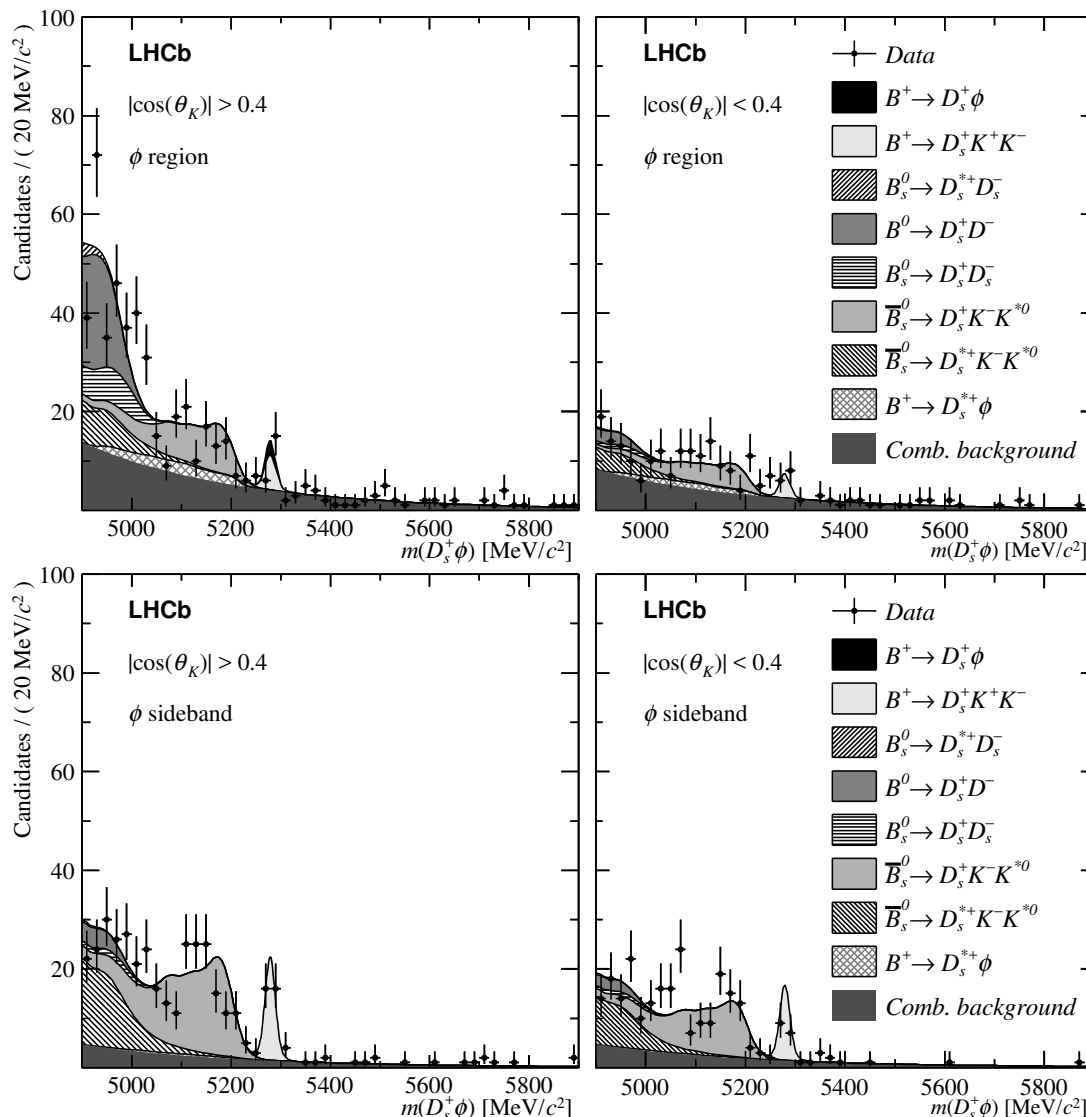 Candidates / ( 20 MeV/c²)
100
80
60
40
20
LHCb
|cos(θ_K)| > 0.4
ϕ region
5000 5200 5400 5600 5800
m(D_s^+ϕ) [MeV/c²]
LHCb
|cos(θ_K)| < 0.4
ϕ region
Data
B^+→ D_s^+ϕ
B^+→ D_s^+K^+K^−
B_s^0→ D_s^{*+}D_s^−
B^0→ D_s^+D^−
B_s^0→ D_s^+D_s^−
B̅_s^0→ D_s^+K^−K^{*0}
B̅_s^0→ D_s^{*+}K^−K^{*0}
B^+→ D_s^{*+}ϕ
Comb. background
5000 5200 5400 5600 5800
m(D_s^+ϕ) [MeV/c²]
Candidates / ( 20 MeV/c²)
100
80
60
40
20
LHCb
|cos(θ_K)| > 0.4
ϕ sideband
5000 5200 5400 5600 5800
m(D_s^+ϕ) [MeV/c²]
LHCb
|cos(θ_K)| < 0.4
ϕ sideband
Data
B^+→ D_s^+ϕ
B^+→ D_s^+K^+K^−
B_s^0→ D_s^{*+}D_s^−
B^0→ D_s^+D^−
B_s^0→ D_s^+D_s^−
B̅_s^0→ D_s^+K^−K^{*0}
B̅_s^0→ D_s^{*+}K^−K^{*0}
B^+→ D_s^{*+}ϕ
Comb. background
5000 5200 5400 5600 5800
m(D_s^+ϕ) [MeV/c²]